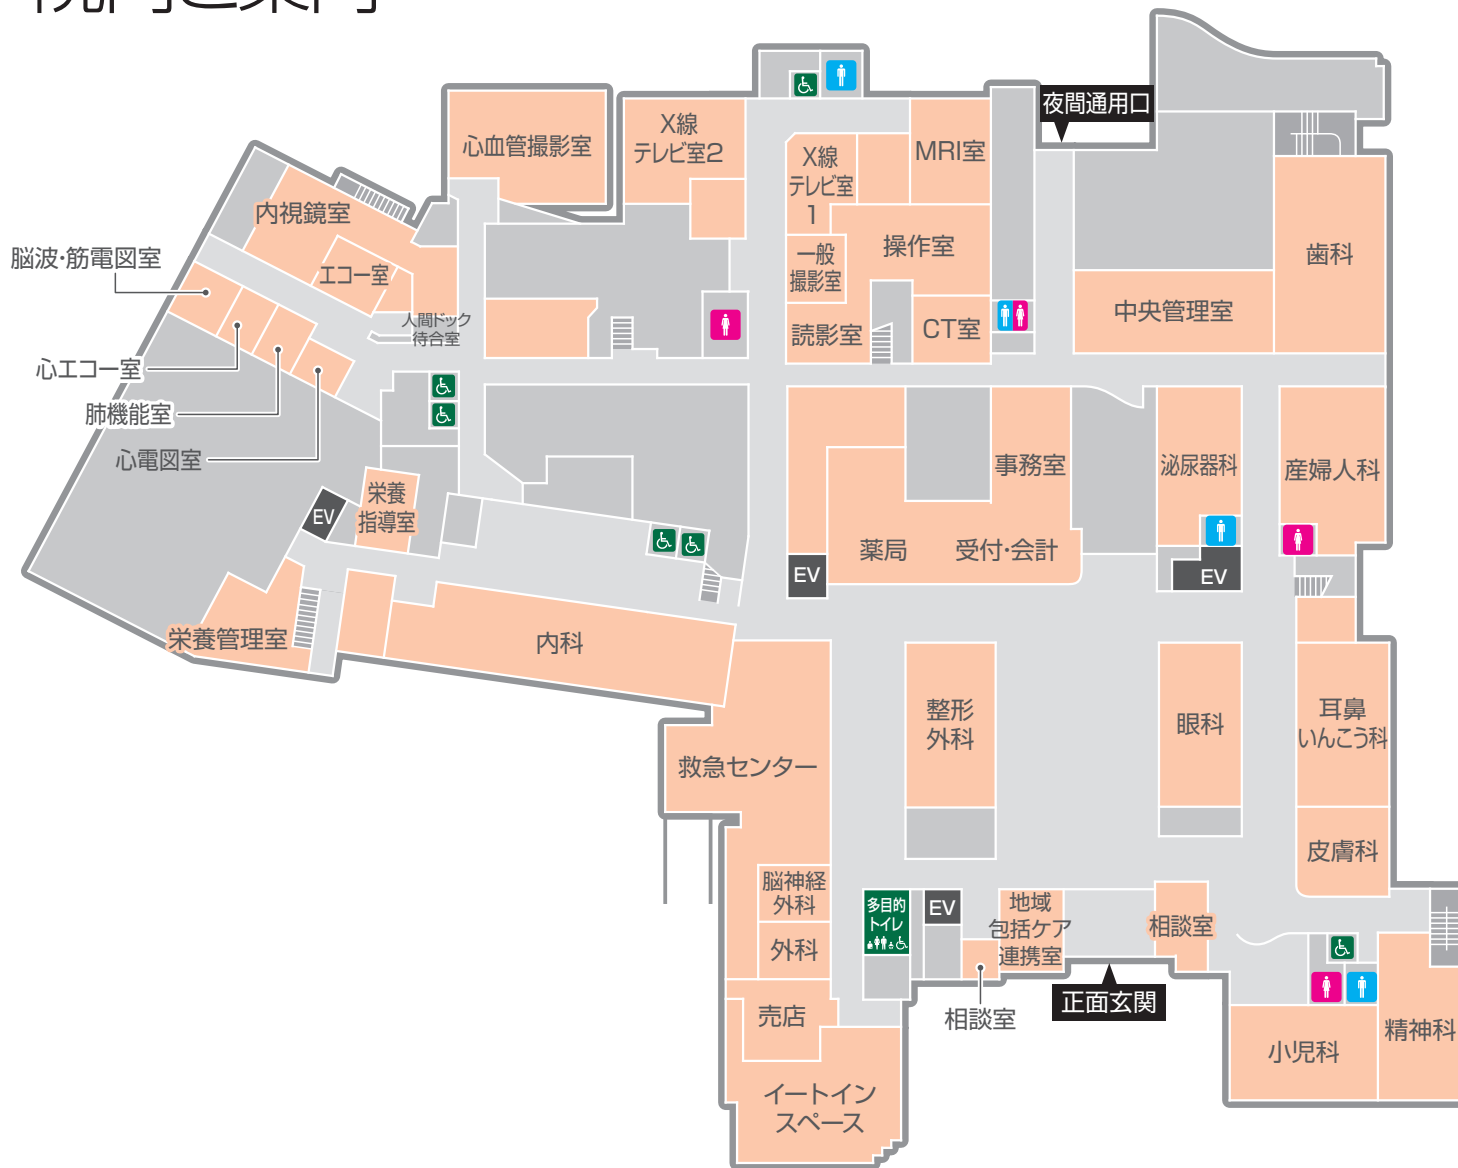 院内ご案内
夜間通用口
心血管撮影室
X線
テレビ室2
X線
テレビ室
1
MRI室
内視鏡室
エコー室
脳波・筋電図室
人間ドック
待合室
一般
撮影室
操作室
読影室
CT室
歯科
中央管理室
心エコー室
肺機能室
心電図室
栄養
指導室
EV
事務室
泌尿器科
産婦人科
薬局
受付・会計
EV
EV
栄養管理室
内科
整形
外科
眼科
耳鼻
いんこう科
救急センター
皮膚科
脳神経
外科
外科
多目的
トイレ
EV
地域
包括ケア
連携室
相談室
相談室
正面玄関
売店
イートイン
スペース
小児科
精神科